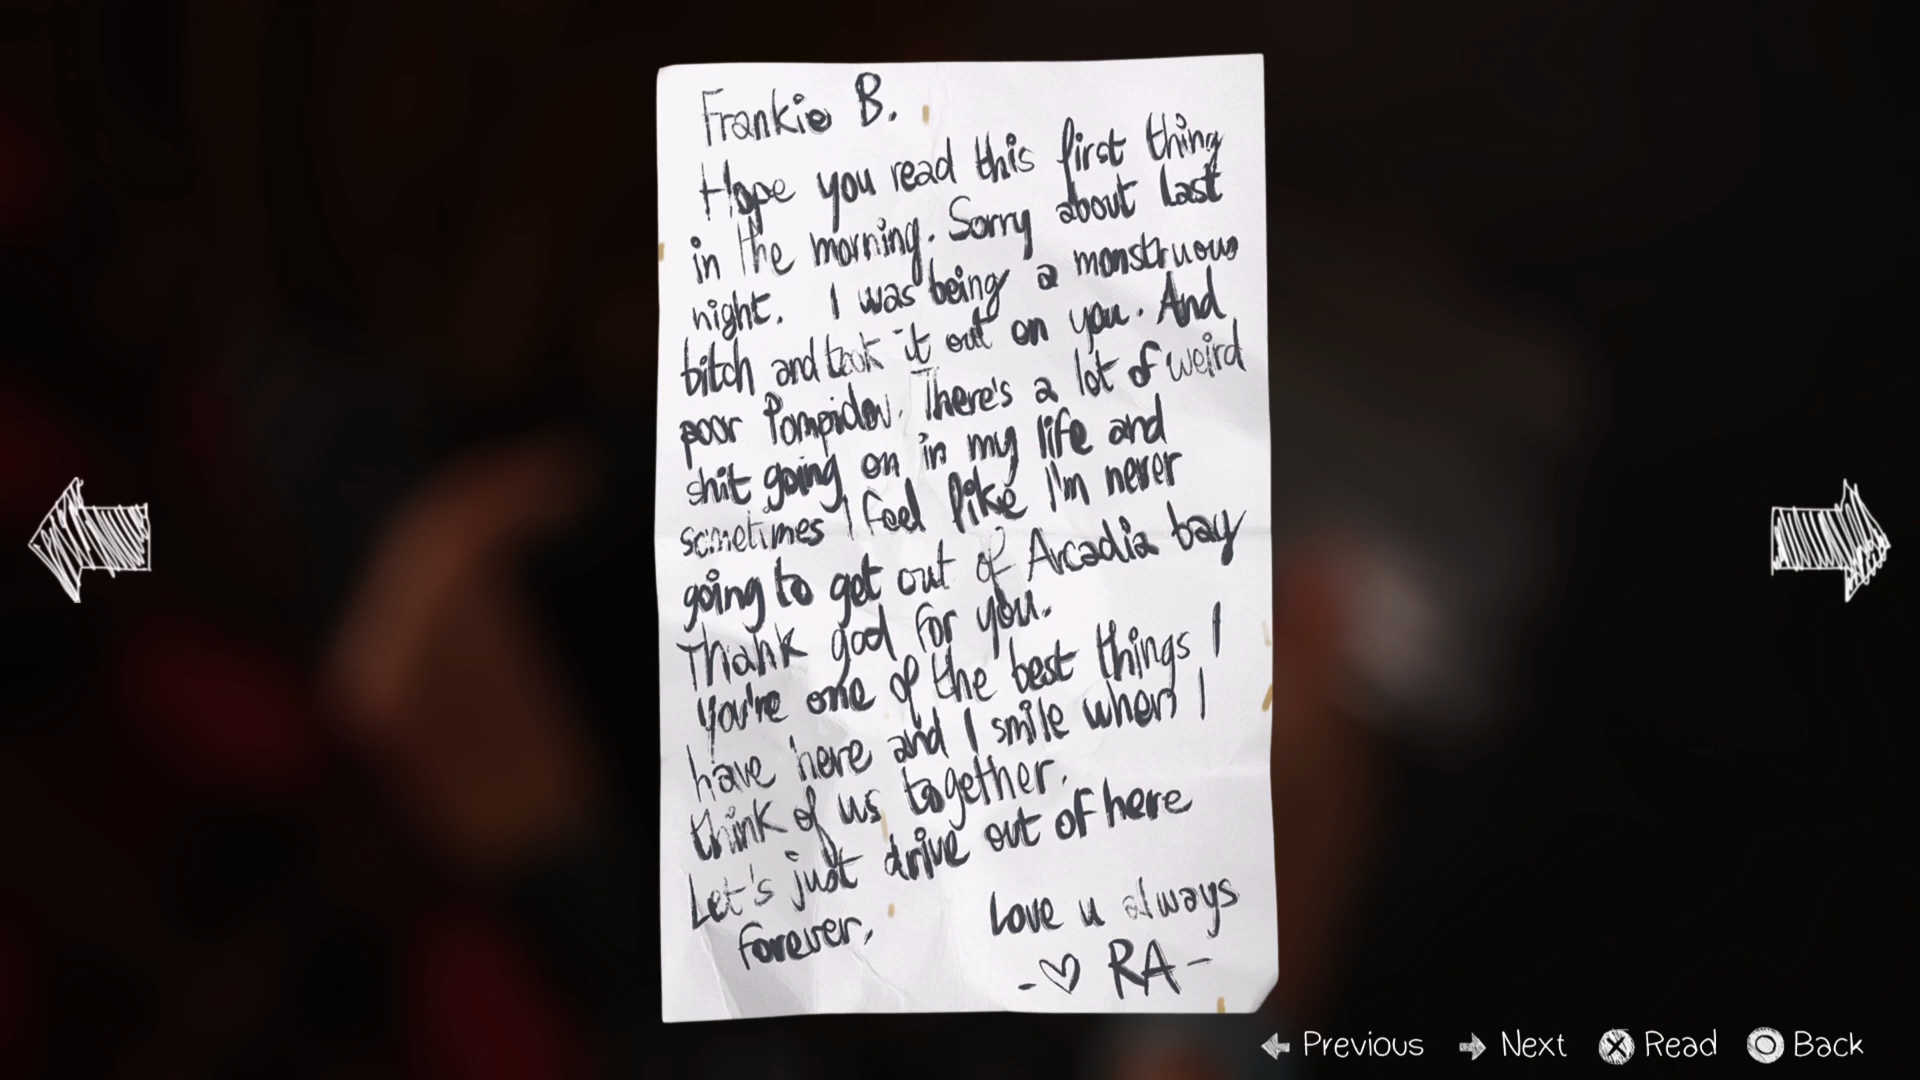 Frankie B.
Hope you read this first thing
in the morning. Sorry about last
night. I was being a monstruous
bitch and took it out on you. And
poor Pompidou. There's a lot of weird
shit going on in my life and
sometimes I feel like I'm never
going to get out of Arcadia bay
Thank god for you.
You're one of the best things I
have here and I smile when I
think of us together.
Let's just drive out of here
forever.
Love u always
-♡ RA-
Previous Next Read Back